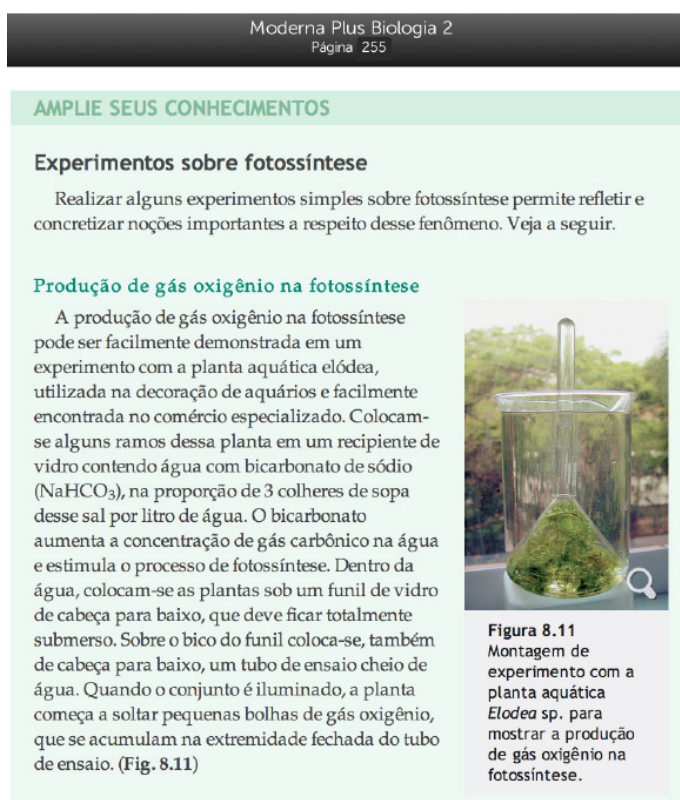 Moderna Plus Biologia 2
Página 255
AMPLIE SEUS CONHECIMENTOS
Experimentos sobre fotossíntese
Realizar alguns experimentos simples sobre fotossíntese permite refletir e
concretizar noções importantes a respeito desse fenômeno. Veja a seguir.
Produção de gás oxigênio na fotossíntese
A produção de gás oxigênio na fotossíntese
pode ser facilmente demonstrada em um
experimento com a planta aquática elódea,
utilizada na decoração de aquários e facilmente
encontrada no comércio especializado. Colocam-
se alguns ramos dessa planta em um recipiente de
vidro contendo água com bicarbonato de sódio
(NaHCO₃), na proporção de 3 colheres de sopa
desse sal por litro de água. O bicarbonato
aumenta a concentração de gás carbônico na água
e estimula o processo de fotossíntese. Dentro da
água, colocam-se as plantas sob um funil de vidro
de cabeça para baixo, que deve ficar totalmente
submerso. Sobre o bico do funil coloca-se, também
de cabeça para baixo, um tubo de ensaio cheio de
água. Quando o conjunto é iluminado, a planta
começa a soltar pequenas bolhas de gás oxigênio,
que se acumulam na extremidade fechada do tubo
de ensaio. (Fig. 8.11)
Figura 8.11
Montagem de
experimento com a
planta aquática
Elodea sp. para
mostrar a produção
de gás oxigênio na
fotossíntese.